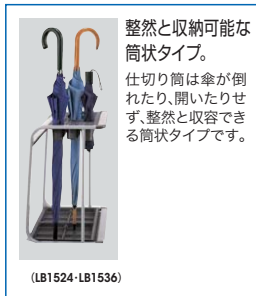 整然と収納可能な
筒状タイプ。
仕切り筒は傘が倒
れたり、開いたりせ
ず、整然と収容でき
る筒状タイプです。
(LB1524・LB1536)